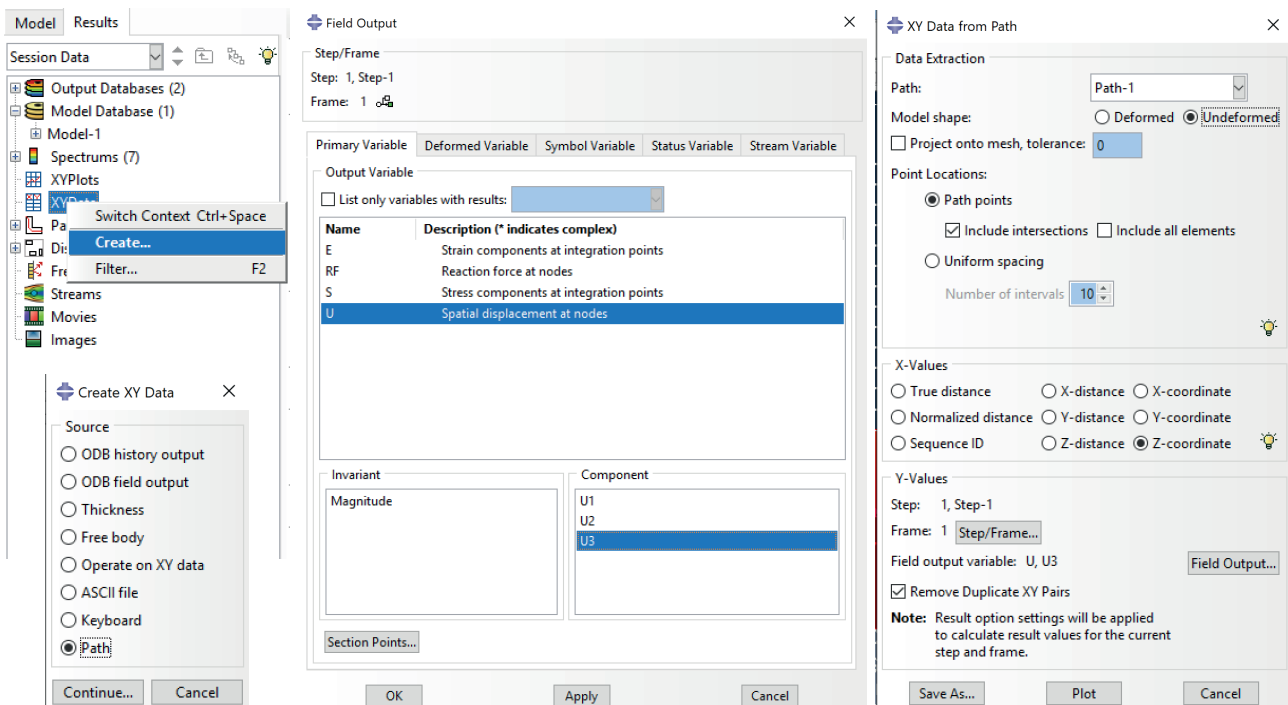 Model Results
Session Data
Output Databases (2)
Model Database (1)
Model-1
Spectrums (7)
XYPlots
XYData
Switch Context Ctrl+Space
Pa
Create...
Dis
Filter... F2
Fre
Streams
Movies
Images
Create XY Data
Source
ODB history output
ODB field output
Thickness
Free body
Operate on XY data
ASCII file
Keyboard
Path
Continue... Cancel
Field Output
Step/Frame
Step: 1, Step-1
Frame: 1
Primary Variable Deformed Variable Symbol Variable Status Variable Stream Variable
Output Variable
List only variables with results:
Name Description (* indicates complex)
E Strain components at integration points
RF Reaction force at nodes
S Stress components at integration points
U Spatial displacement at nodes
Invariant
Magnitude
Component
U1
U2
U3
Section Points...
OK Apply Cancel
XY Data from Path
Data Extraction
Path: Path-1
Model shape: Deformed Undeformed
Project onto mesh, tolerance: 0
Point Locations:
Path points
Include intersections Include all elements
Uniform spacing
Number of intervals 10
X-Values
True distance X-distance X-coordinate
Normalized distance Y-distance Y-coordinate
Sequence ID Z-distance Z-coordinate
Y-Values
Step: 1, Step-1
Frame: 1 Step/Frame...
Field output variable: U, U3 Field Output...
Remove Duplicate XY Pairs
Note: Result option settings will be applied
to calculate result values for the current
step and frame.
Save As... Plot Cancel